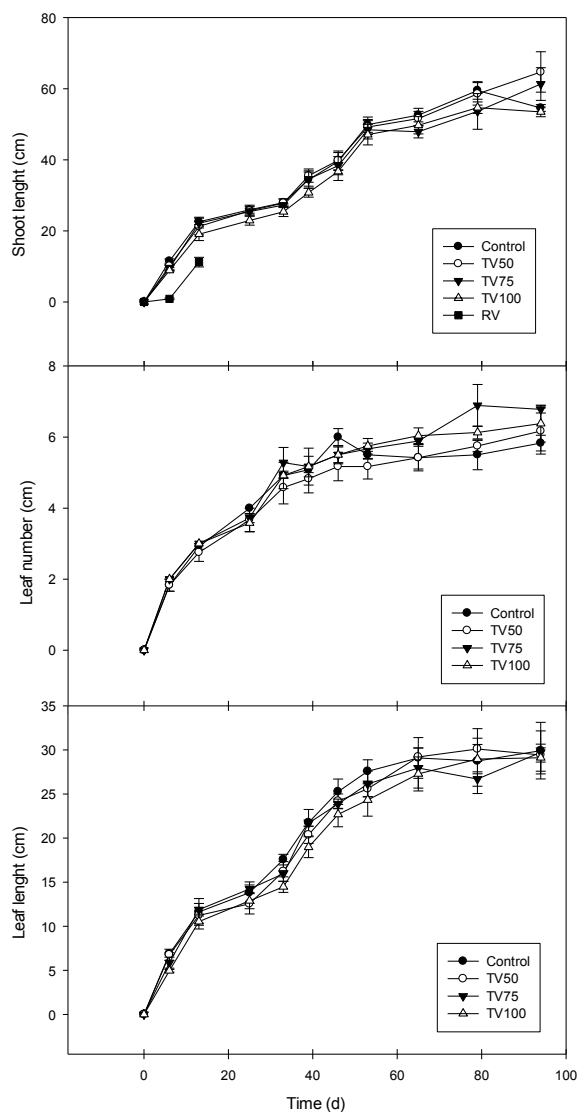 80
60
40
20
0
Shoot lenght (cm)
Control
TV50
TV75
TV100
RV
8
6
4
2
0
Leaf number (cm)
Control
TV50
TV75
TV100
35
30
25
20
15
10
5
0
Leaf lenght (cm)
Control
TV50
TV75
TV100
0 20 40 60 80 100
Time (d)